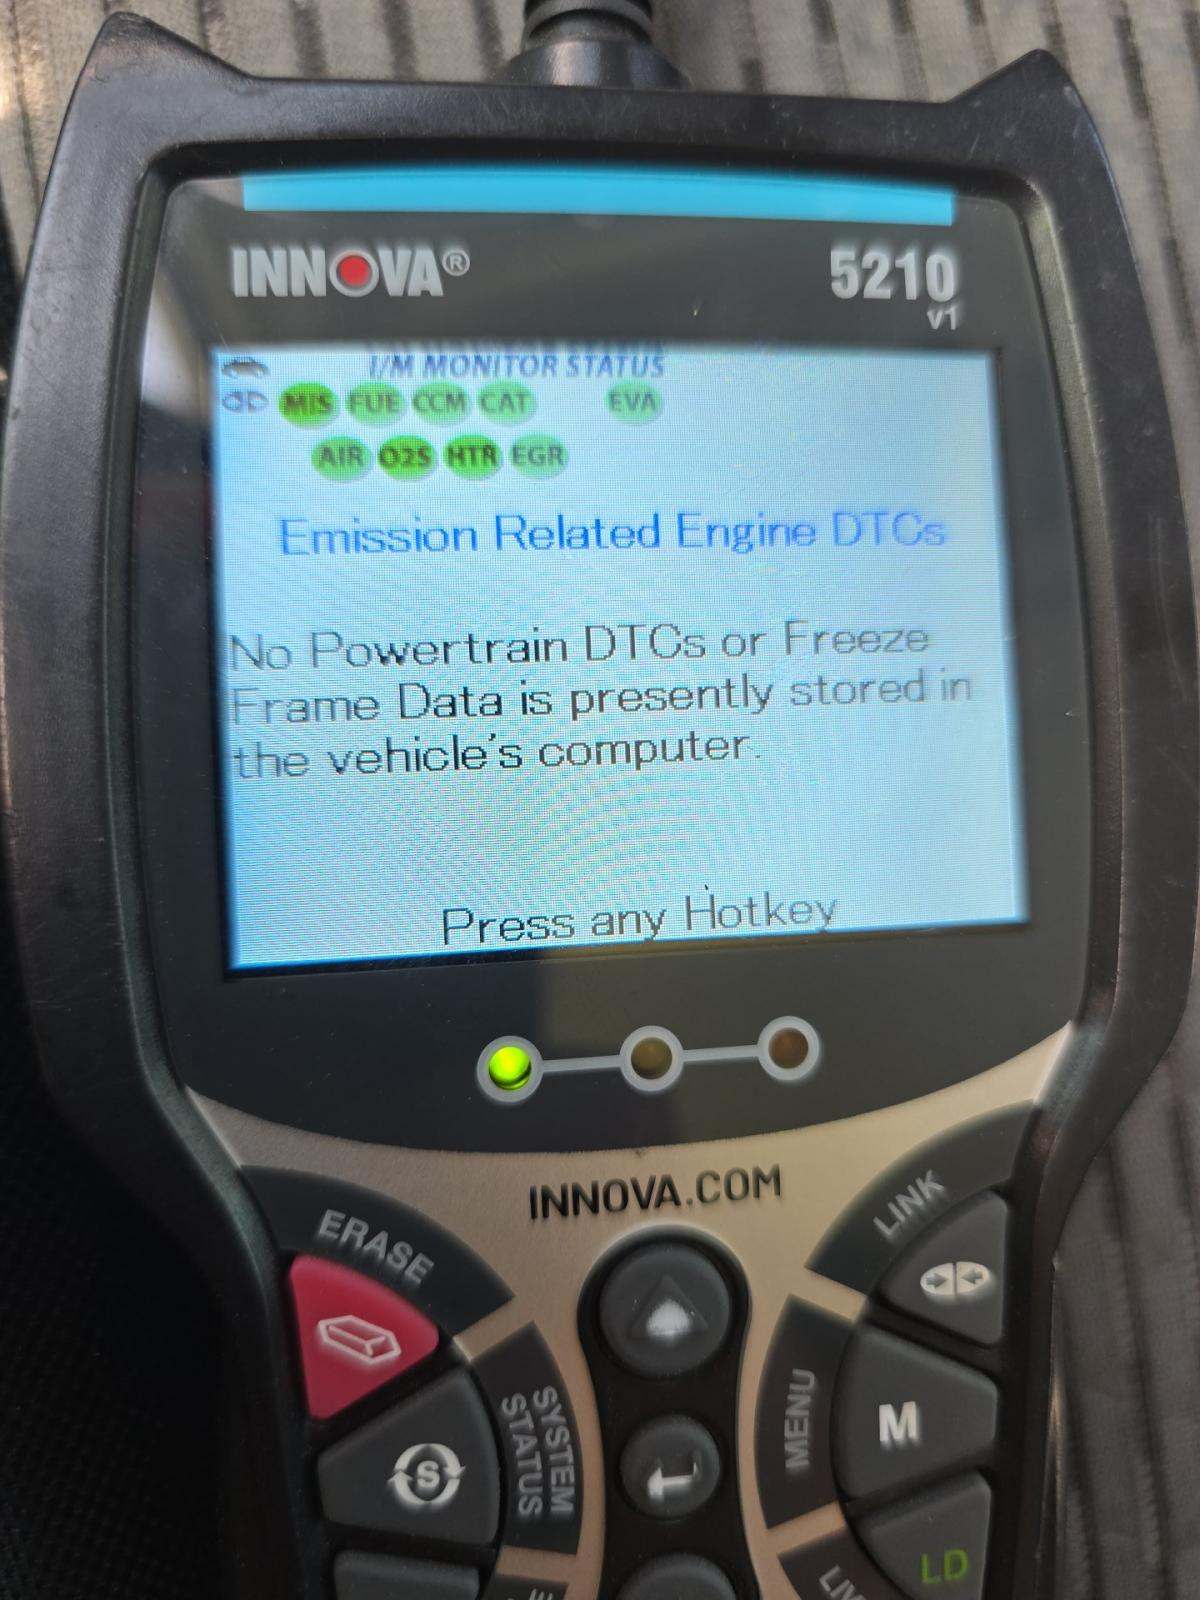 INNOVA®
5210
v1
I/M MONITOR STATUS
MIS FUE CCM CAT EVA
AIR O2S HTR EGR
Emission Related Engine DTCs
No Powertrain DTCs or Freeze
Frame Data is presently stored in
the vehicle's computer.
Press any Hotkey
INNOVA.COM
ERASE
LINK
S
SYSTEM
STATUS
MENU
M
LD